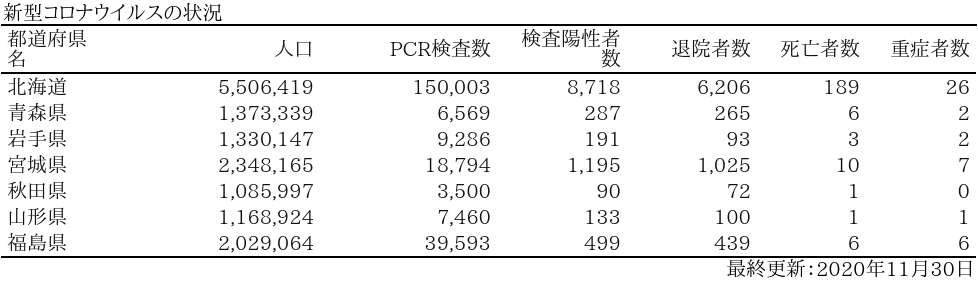 新型コロナウイルスの状況
都道府県名 人口 PCR検査数 検査陽性者数 退院者数 死亡者数 重症者数
北海道 5,506,419 150,003 8,718 6,206 189 26
青森県 1,373,339 6,569 287 265 6 2
岩手県 1,330,147 9,286 191 93 3 2
宮城県 2,348,165 18,794 1,195 1,025 10 7
秋田県 1,085,997 3,500 90 72 1 0
山形県 1,168,924 7,460 133 100 1 1
福島県 2,029,064 39,593 499 439 6 6
最終更新：2020年11月30日